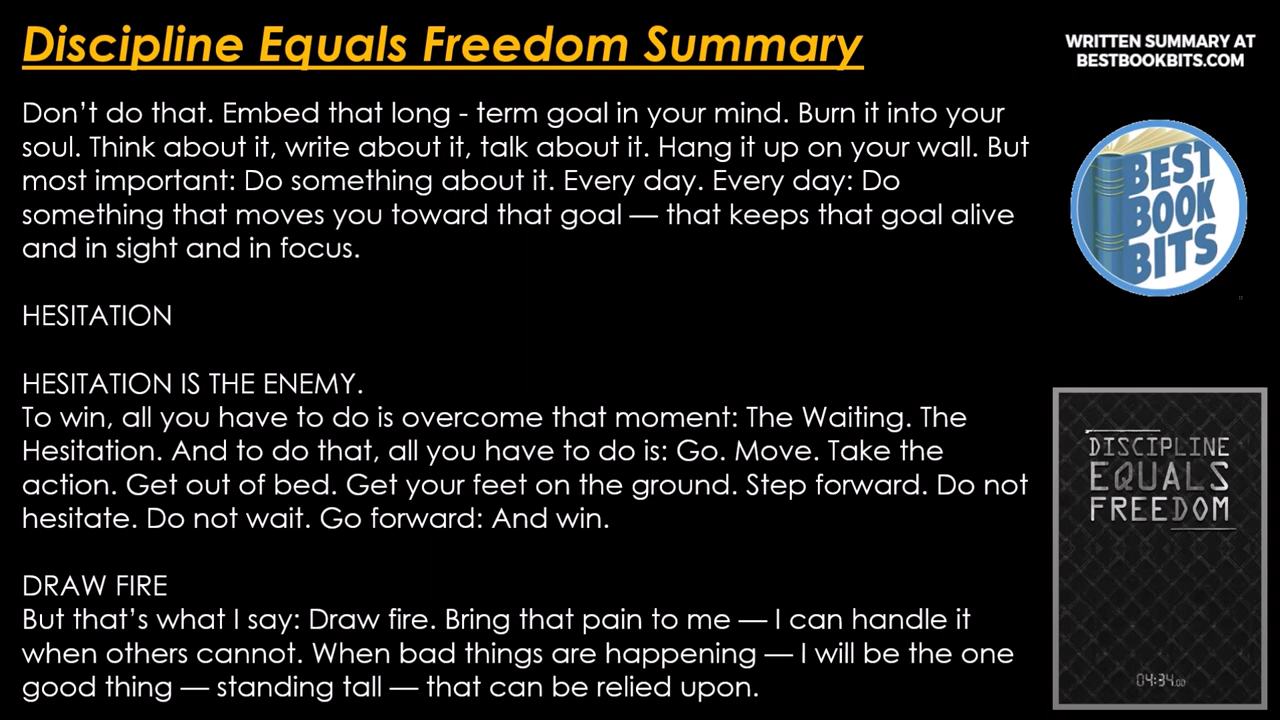 Discipline Equals Freedom Summary
WRITTEN SUMMARY AT
BESTBOOKBITS.COM
Don’t do that. Embed that long - term goal in your mind. Burn it into your
soul. Think about it, write about it, talk about it. Hang it up on your wall. But
most important: Do something about it. Every day. Every day: Do
something that moves you toward that goal — that keeps that goal alive
and in sight and in focus.
HESITATION
HESITATION IS THE ENEMY.
To win, all you have to do is overcome that moment: The Waiting. The
Hesitation. And to do that, all you have to do is: Go. Move. Take the
action. Get out of bed. Get your feet on the ground. Step forward. Do not
hesitate. Do not wait. Go forward: And win.
DRAW FIRE
But that’s what I say: Draw fire. Bring that pain to me — I can handle it
when others cannot. When bad things are happening — I will be the one
good thing — standing tall — that can be relied upon.
BEST
BOOK
BITS
DISCIPLINE
EQUALS
FREEDOM
04:34.00